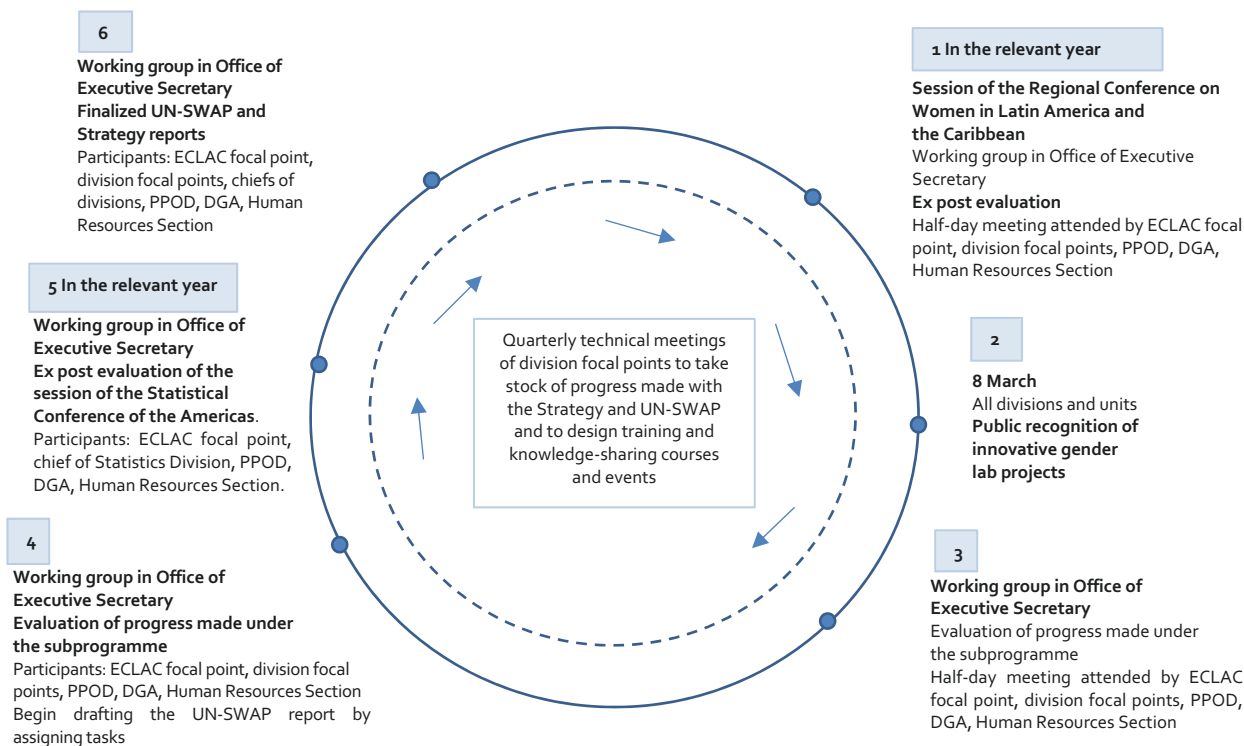 1 In the relevant year
Session of the Regional Conference on
Women in Latin America and
the Caribbean
Working group in Office of Executive
Secretary
Ex post evaluation
Half-day meeting attended by ECLAC focal
point, division focal points, PPOD, DGA,
Human Resources Section
2
8 March
All divisions and units
Public recognition of
innovative gender
lab projects
3
Working group in Office of
Executive Secretary
Evaluation of progress made under
the subprogramme
Half-day meeting attended by ECLAC
focal point, division focal points, PPOD,
DGA, Human Resources Section
4
Working group in Office of
Executive Secretary
Evaluation of progress made under
the subprogramme
Participants: ECLAC focal point, division focal
points, PPOD, DGA, Human Resources Section
Begin drafting the UN-SWAP report by
assigning tasks
5 In the relevant year
Working group in Office of
Executive Secretary
Ex post evaluation of the
session of the Statistical
Conference of the Americas.
Participants: ECLAC focal point,
chief of Statistics Division, PPOD,
DGA, Human Resources Section.
6
Working group in Office of
Executive Secretary
Finalized UN-SWAP and
Strategy reports
Participants: ECLAC focal point,
division focal points, chiefs of
divisions, PPOD, DGA, Human
Resources Section
Quarterly technical meetings
of division focal points to take
stock of progress made with
the Strategy and UN-SWAP
and to design training and
knowledge-sharing courses
and events